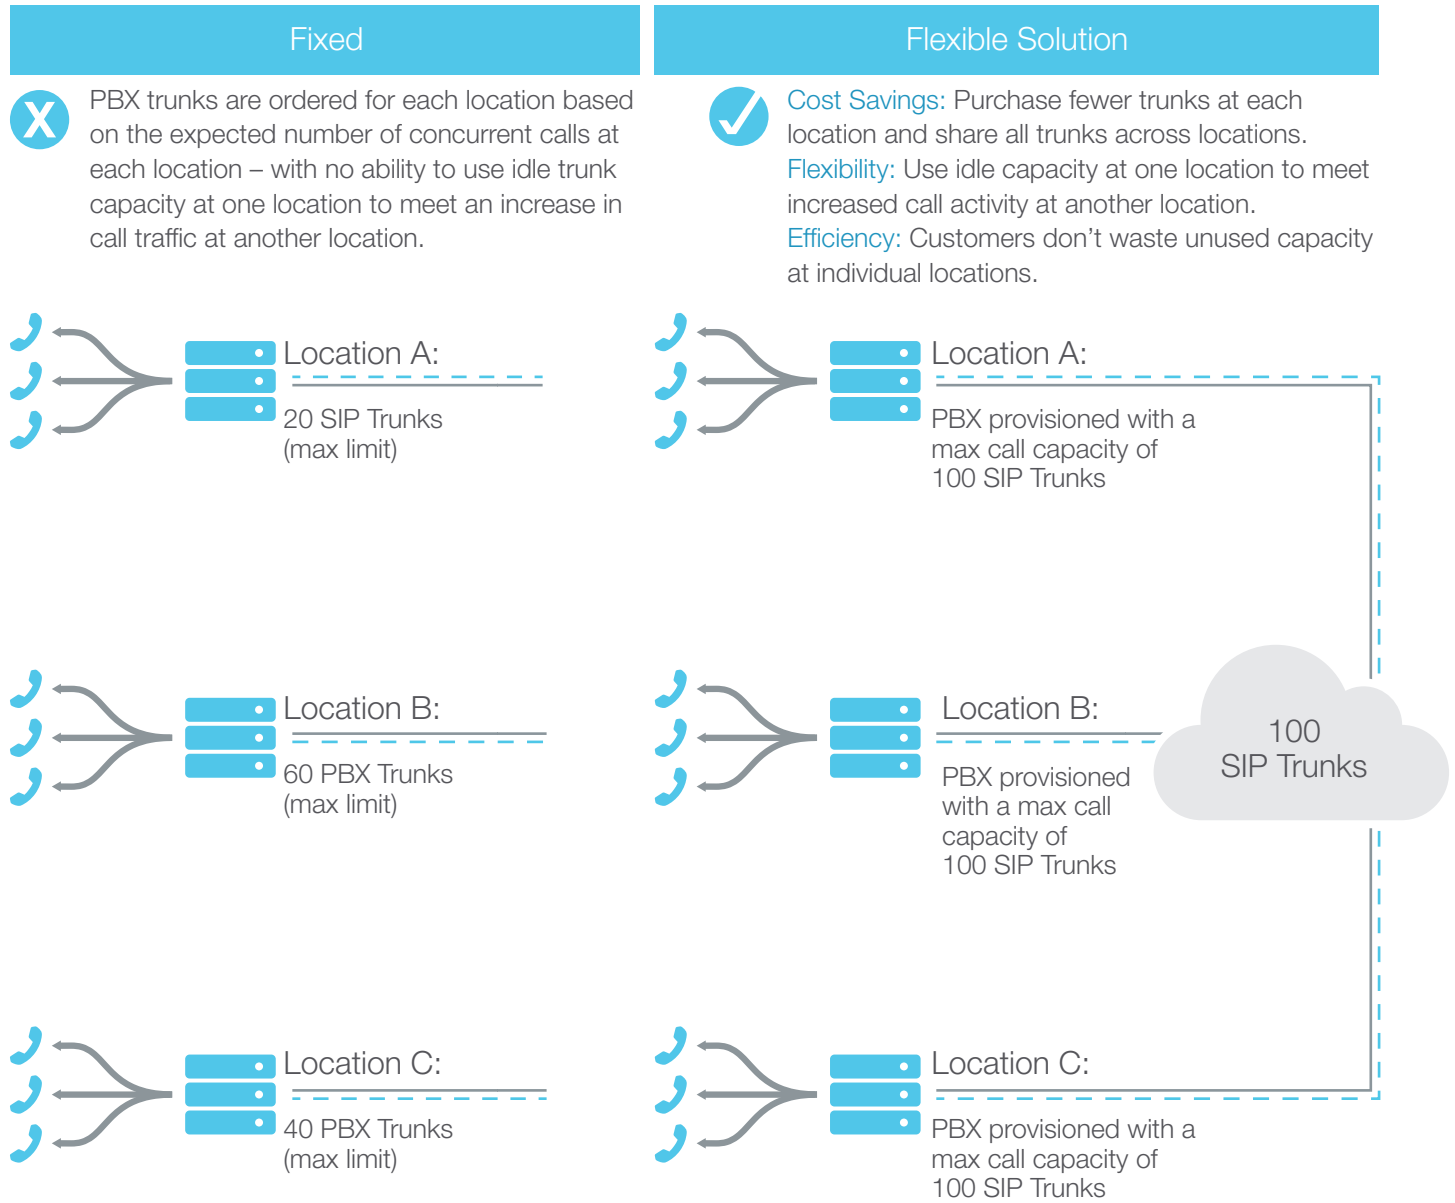 Fixed
X
PBX trunks are ordered for each location based
on the expected number of concurrent calls at
each location – with no ability to use idle trunk
capacity at one location to meet an increase in
call traffic at another location.
Location A:
20 SIP Trunks
(max limit)
Location B:
60 PBX Trunks
(max limit)
Location C:
40 PBX Trunks
(max limit)
Flexible Solution
Cost Savings: Purchase fewer trunks at each
location and share all trunks across locations.
Flexibility: Use idle capacity at one location to meet
increased call activity at another location.
Efficiency: Customers don’t waste unused capacity
at individual locations.
Location A:
PBX provisioned with a
max call capacity of
100 SIP Trunks
Location B:
PBX provisioned
with a max call
capacity of
100 SIP Trunks
100
SIP Trunks
Location C:
PBX provisioned with a
max call capacity of
100 SIP Trunks